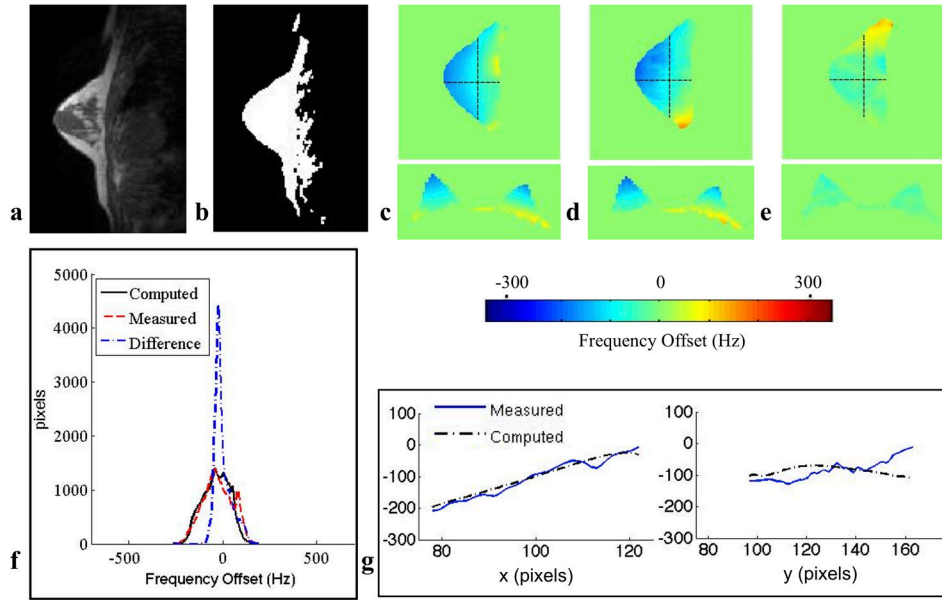 a
b
c
d
e
-300
0
300
Frequency Offset (Hz)
f
5000
4000
3000
2000
1000
0
pixels
Computed
Measured
Difference
-500
0
500
Frequency Offset (Hz)
g
100
0
-100
-200
-300
Measured
Computed
80
100
120
x (pixels)
100
0
-100
-200
-300
80
100
120
140
160
y (pixels)